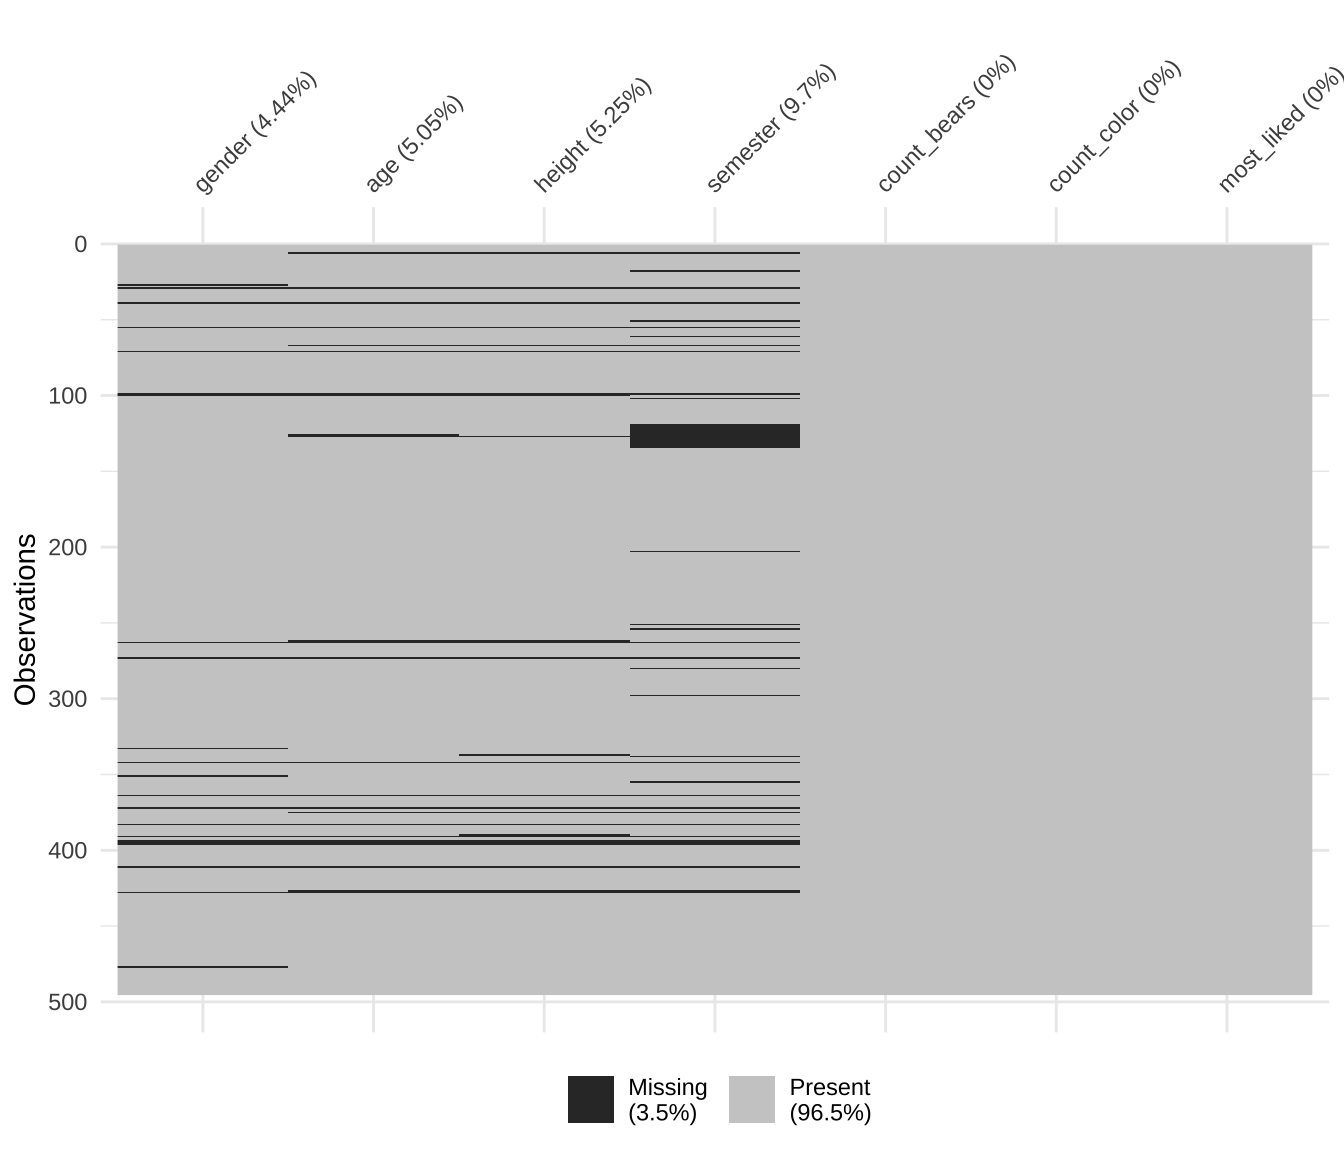 gender (4.44%)
age (5.05%)
height (5.25%)
semester (9.7%)
count_bears (0%)
count_color (0%)
most_liked (0%)
0
100
200
300
400
500
Observations
Missing
(3.5%)
Present
(96.5%)